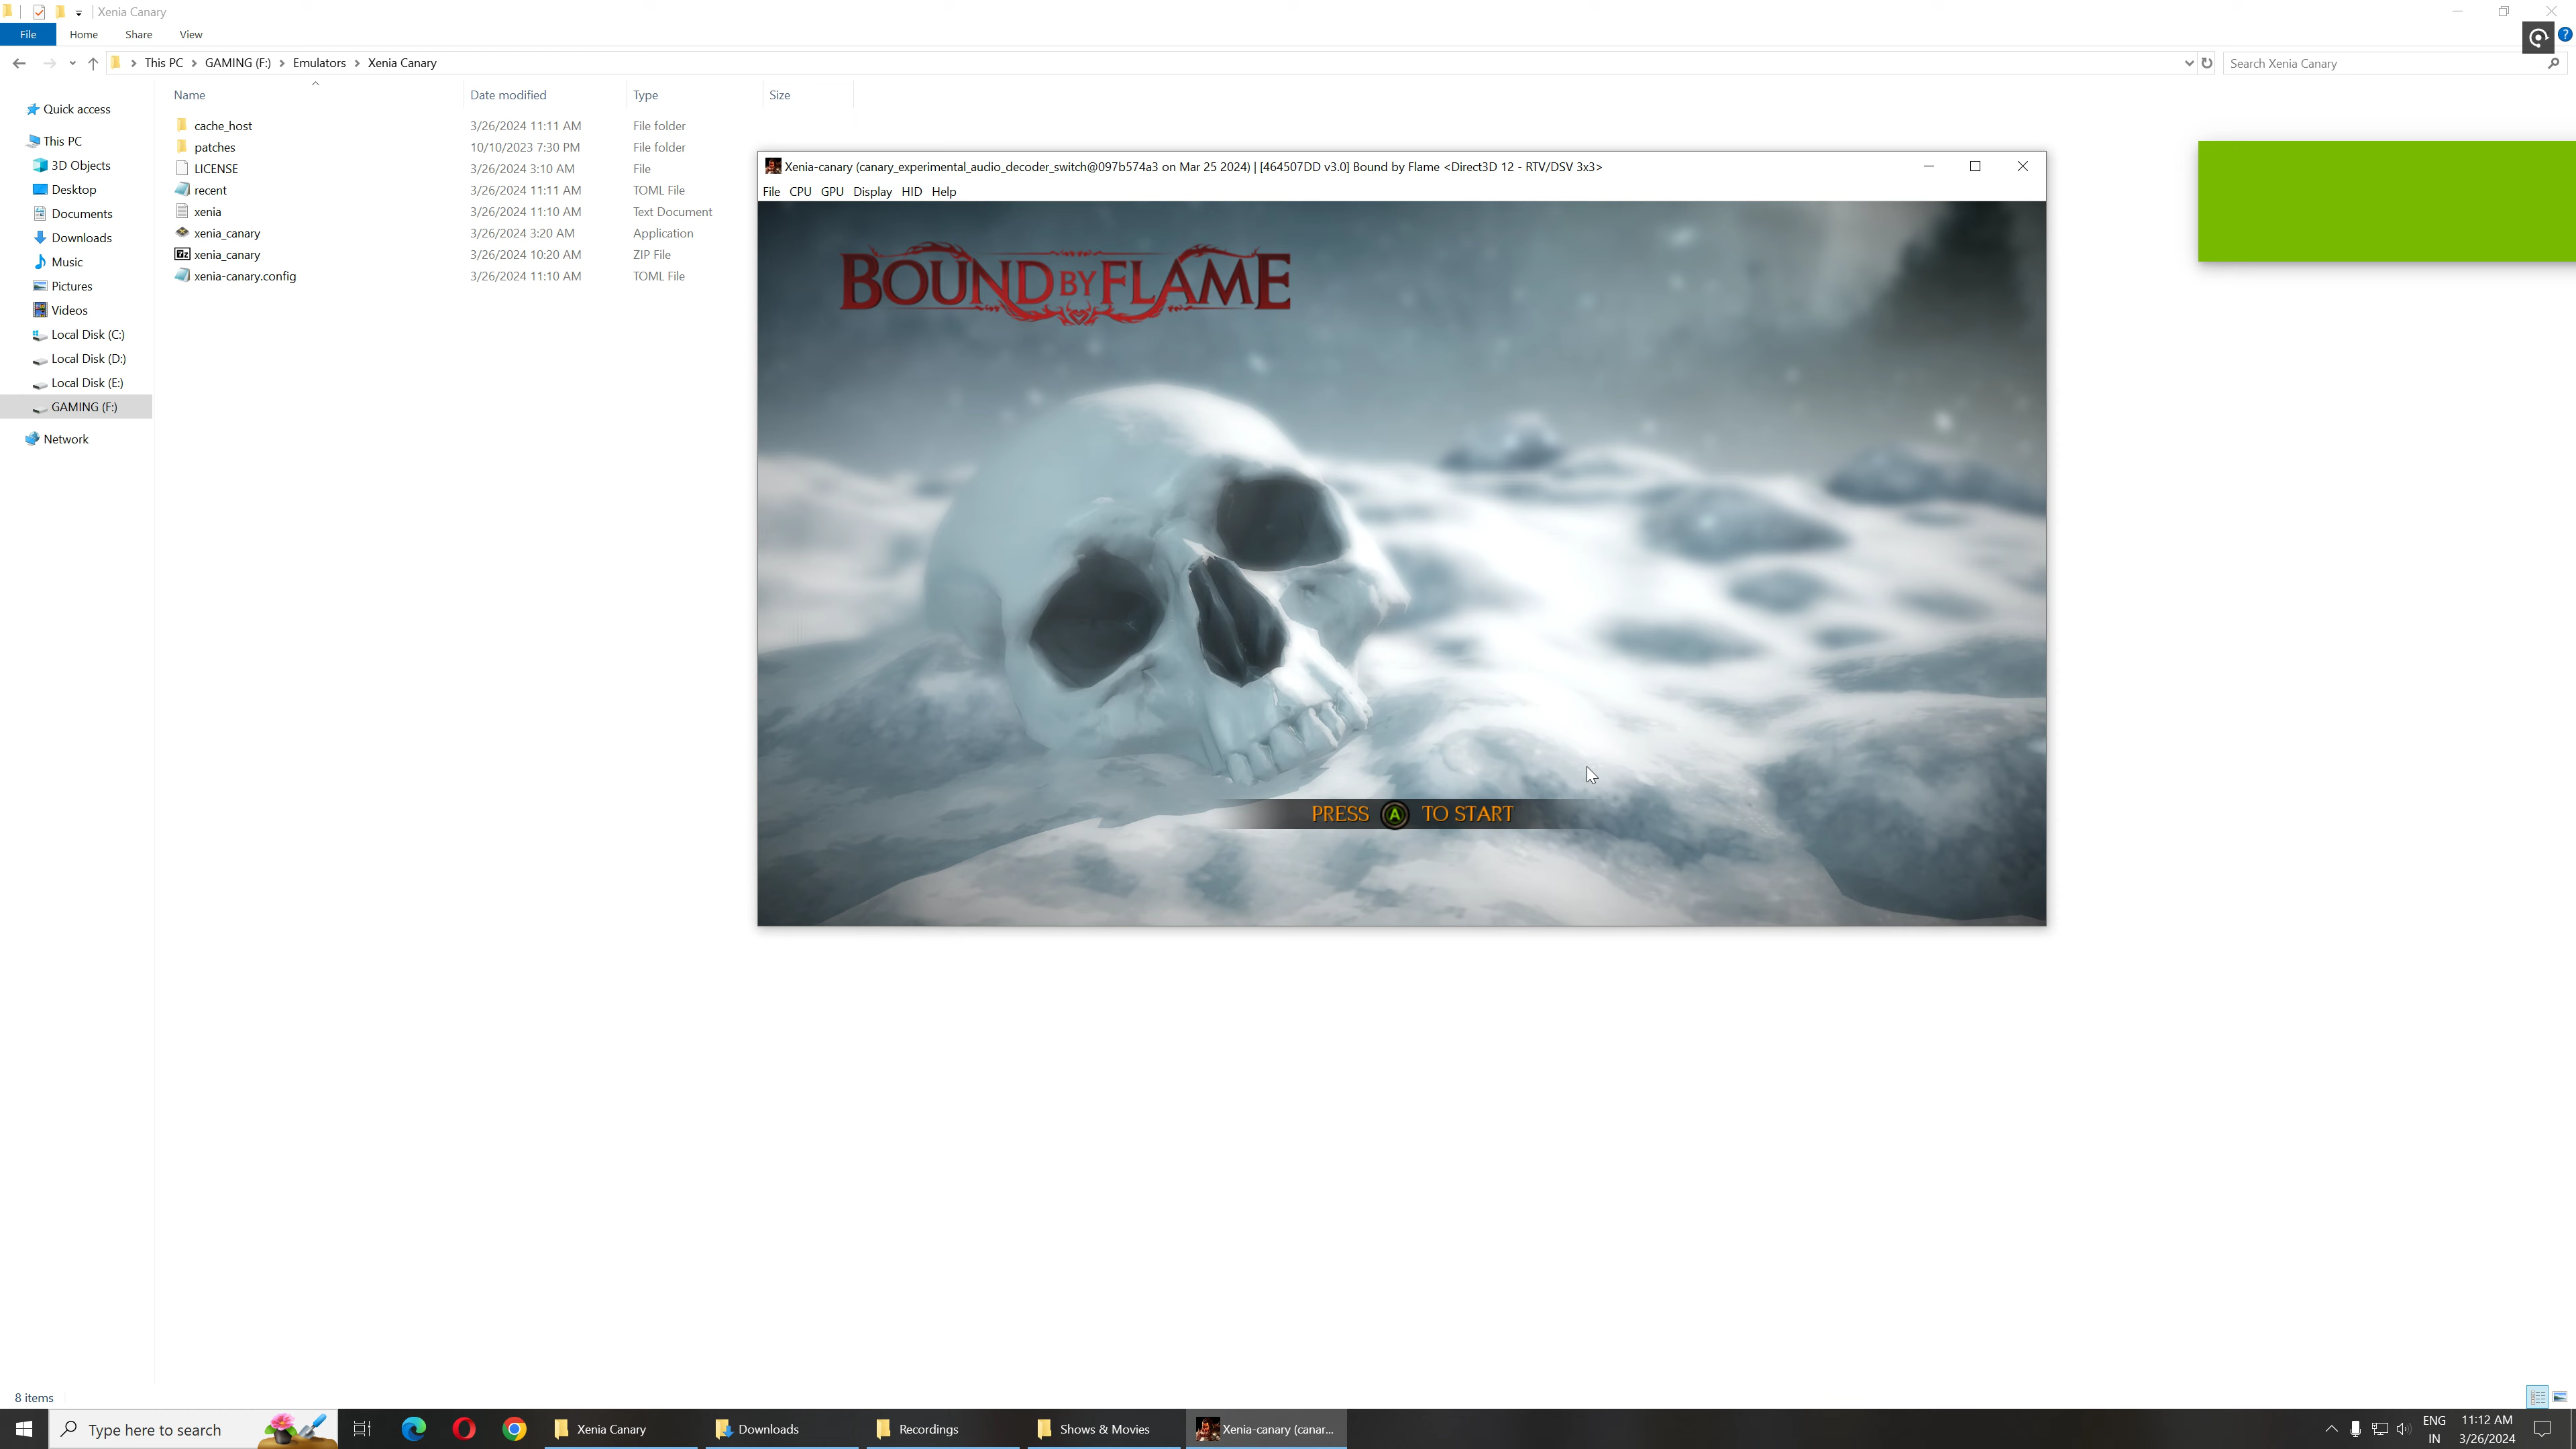 Xenia Canary
File Home Share View
This PC GAMING (F:) Emulators Xenia Canary
Search Xenia Canary
Name Date modified Type Size
Quick access
This PC
3D Objects
Desktop
Documents
Downloads
Music
Pictures
Videos
Local Disk (C:)
Local Disk (D:)
Local Disk (E:)
GAMING (F:)
Network
cache_host 3/26/2024 11:11 AM File folder
patches 10/10/2023 7:30 PM File folder
LICENSE 3/26/2024 3:10 AM File
recent 3/26/2024 11:11 AM TOML File
xenia 3/26/2024 11:10 AM Text Document
xenia_canary 3/26/2024 3:20 AM Application
xenia_canary 3/26/2024 10:20 AM ZIP File
xenia-canary.config 3/26/2024 11:10 AM TOML File
Xenia-canary (canary_experimental_audio_decoder_switch@097b574a3 on Mar 25 2024) | [464507DD v3.0] Bound by Flame <Direct3D 12 - RTV/DSV 3x3>
File CPU GPU Display HID Help
BOUND BY FLAME
PRESS A TO START
8 items
Type here to search
Xenia Canary
Downloads
Recordings
Shows & Movies
Xenia-canary (canar...
ENG
IN
11:12 AM
3/26/2024